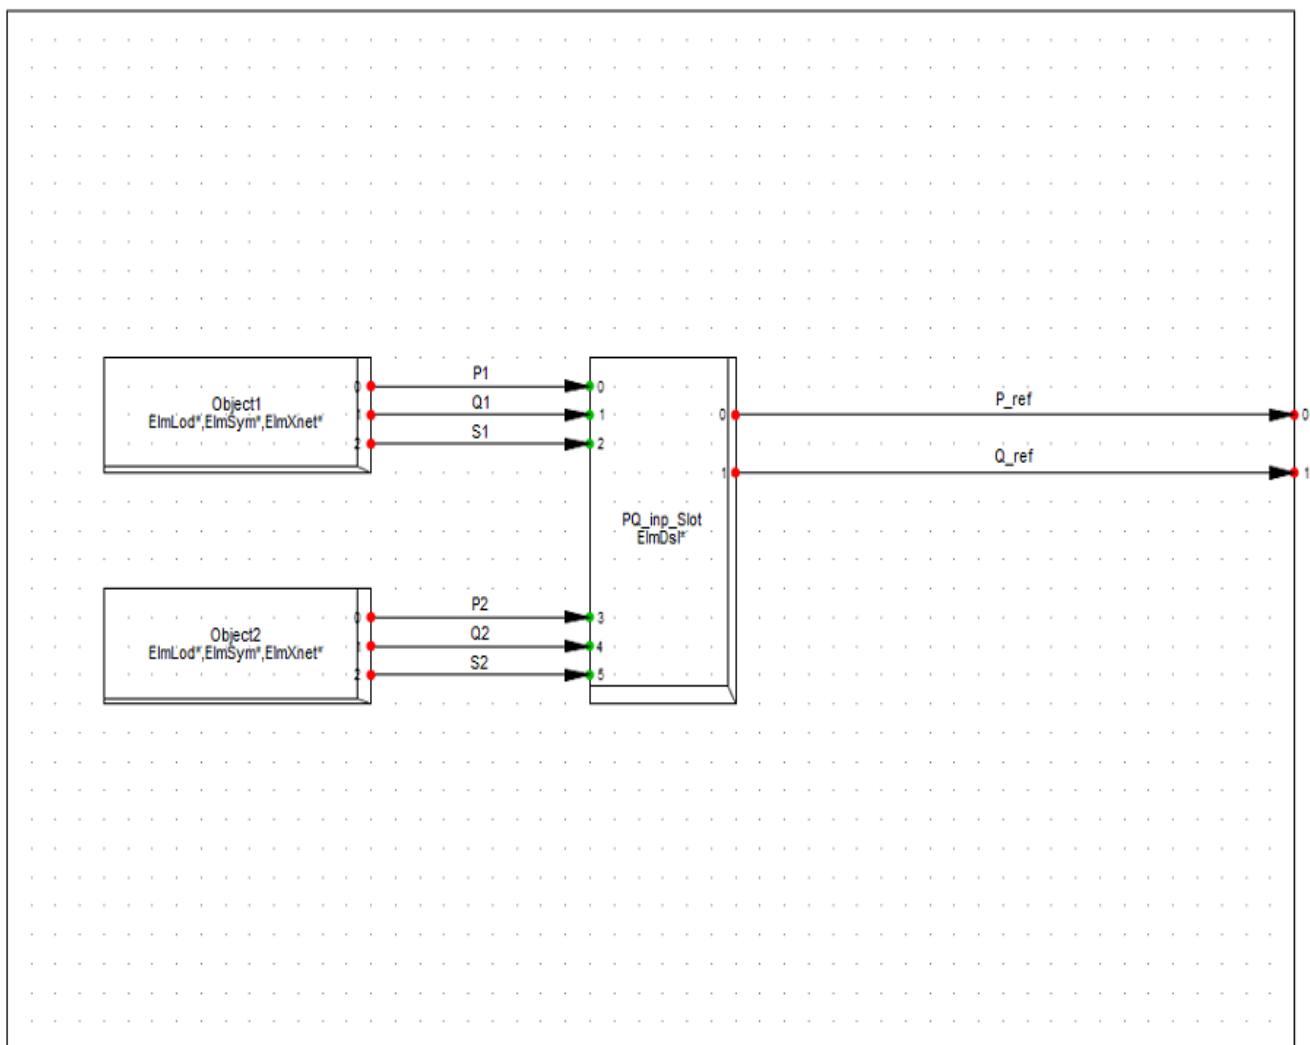 P1
0
0
Object1
Q1
P_ref
ElmLod*,ElmSym*,ElmXnet*
1
1
0
0
S1
2
2
Q_ref
1
1
PQ_inp_Slot
ElmDsl*
P2
0
3
Object2
Q2
ElmLod*,ElmSym*,ElmXnet*
1
4
S2
2
5